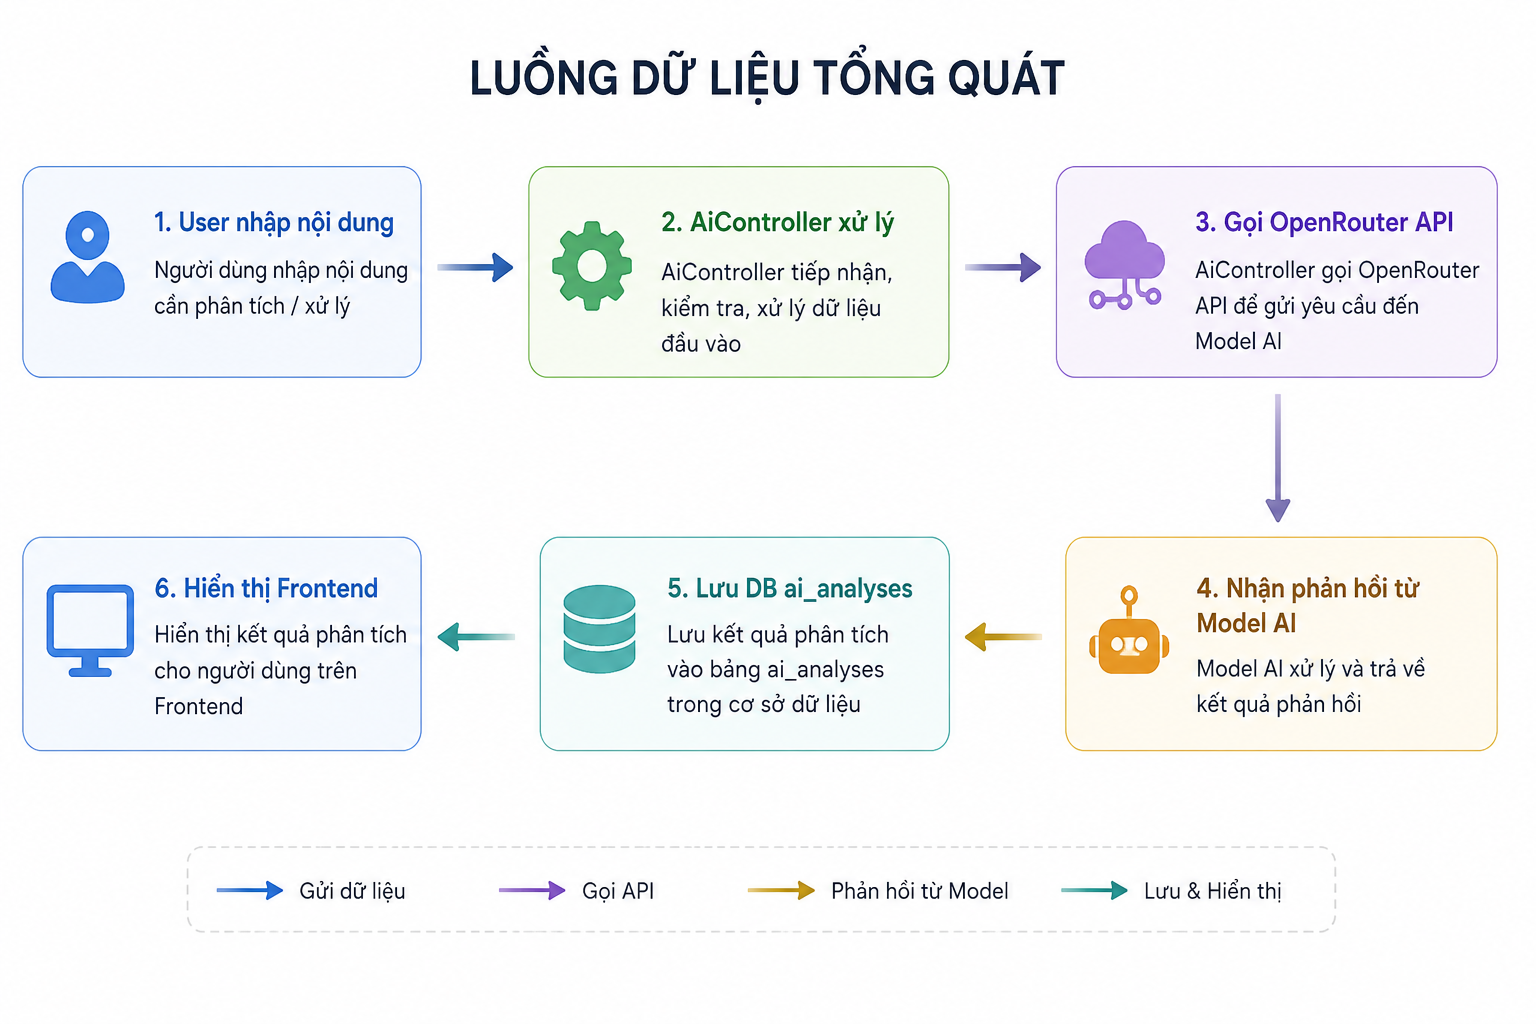 LUỒNG DỮ LIỆU TỔNG QUÁT
1. User nhập nội dung
Người dùng nhập nội dung
cần phân tích / xử lý
2. AiController xử lý
AiController tiếp nhận,
kiểm tra, xử lý dữ liệu
đầu vào
3. Gọi OpenRouter API
AiController gọi OpenRouter
API để gửi yêu cầu đến
Model AI
4. Nhận phản hồi từ
Model AI
Model AI xử lý và trả về
kết quả phản hồi
5. Lưu DB ai_analyses
Lưu kết quả phân tích
vào bảng ai_analyses
trong cơ sở dữ liệu
6. Hiển thị Frontend
Hiển thị kết quả phân tích
cho người dùng trên
Frontend
Gửi dữ liệu
Gọi API
Phản hồi từ Model
Lưu & Hiển thị